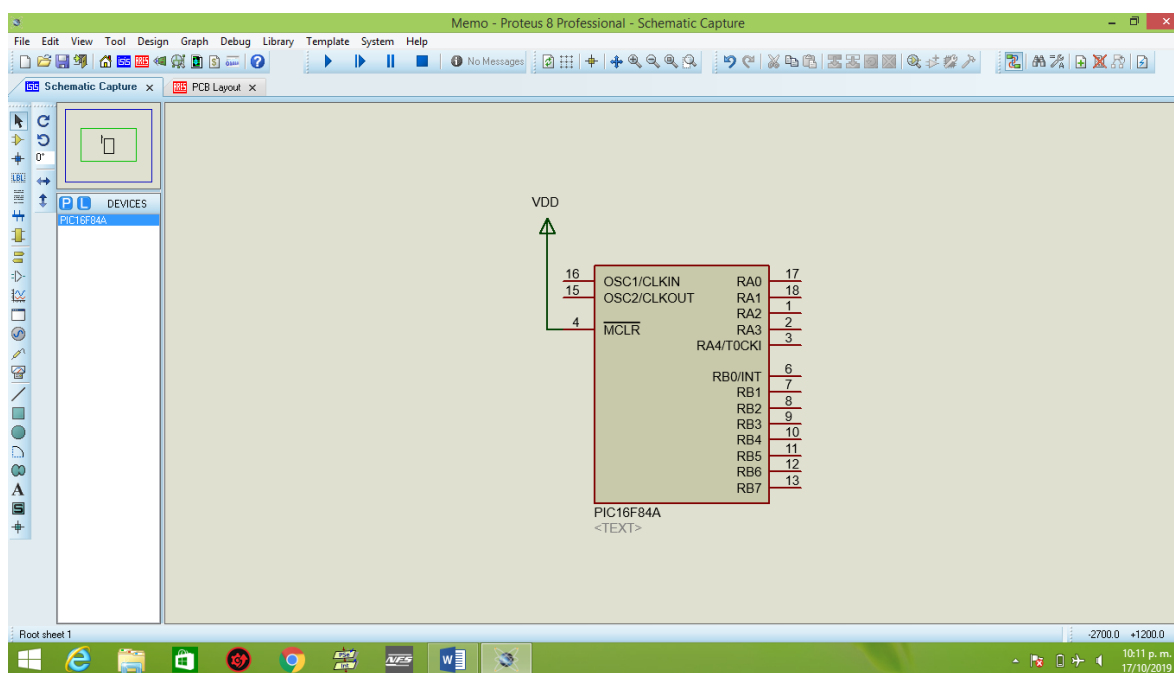 Memo - Proteus 8 Professional - Schematic Capture
File Edit View Tool Design Graph Debug Library Template System Help
No Messages
Schematic Capture x PCB Layout x
0°
LBL
P L DEVICES
PIC16F84A
A
S
VDD
16 OSC1/CLKIN RA0 17
15 OSC2/CLKOUT RA1 18
RA2 1
4 MCLR RA3 2
RA4/T0CKI 3
RB0/INT 6
RB1 7
RB2 8
RB3 9
RB4 10
RB5 11
RB6 12
RB7 13
PIC16F84A
<TEXT>
Root sheet 1 -2700.0 +1200.0
NFS W
10:11 p. m.
17/10/2019